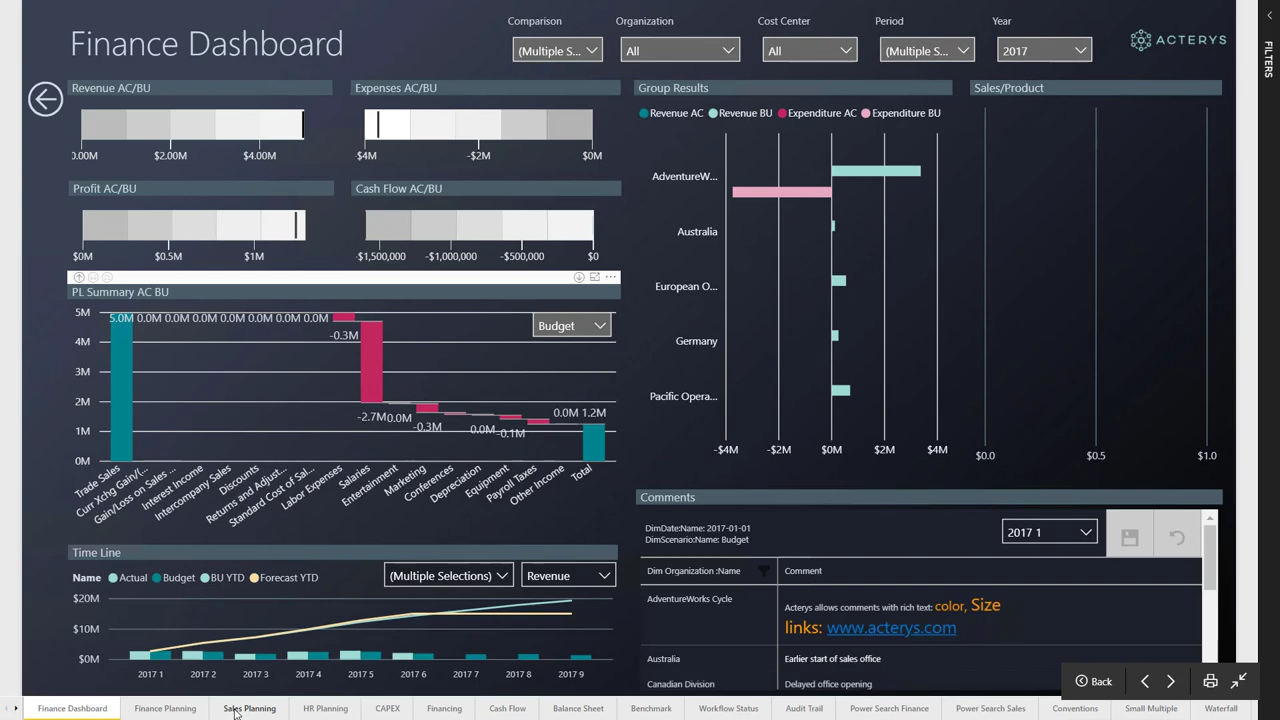 Finance Dashboard
Comparison
(Multiple S...
Organization
All
Cost Center
All
Period
(Multiple S...
Year
2017
ACTERYS
FILTERS
Revenue AC/BU
0.00M $2.00M $4.00M
Expenses AC/BU
-$4M -$2M $0M
Profit AC/BU
$0M $0.5M $1M
Cash Flow AC/BU
-$1,500,000 -$1,000,000 -$500,000 $0
PL Summary AC BU
Budget
5M
4M
3M
2M
1M
0M
5.0M 0.0M 0.0M 0.0M 0.0M 0.0M 0.0M 0.0M
-0.3M
-2.7M 0.0M
-0.3M
0.0M
-0.1M
0.0M 1.2M
Trade Sales
Curr Xchg Gain/(...
Gain/Loss on Sales ...
Interest Income
Intercompany Sales
Discounts
Returns and Adjust...
Standard Cost of Sal...
Labor Expenses
Salaries
Entertainment
Marketing
Conferences
Depreciation
Equipment
Payroll Taxes
Other Income
Total
Time Line
Name Actual Budget BU YTD Forecast YTD
(Multiple Selections)
Revenue
$20M
$10M
$0M
2017 1 2017 2 2017 3 2017 4 2017 5 2017 6 2017 7 2017 8 2017 9
Group Results
Revenue AC Revenue BU Expenditure AC Expenditure BU
AdventureW...
Australia
European O...
Germany
Pacific Opera...
-$4M -$2M $0M $2M $4M
Sales/Product
$0.0 $0.5 $1.0
Comments
DimDate:Name: 2017-01-01
DimScenario:Name: Budget
2017 1
Dim Organization :Name Comment
AdventureWorks Cycle
Acterys allows comments with rich text: color, Size
links: www.acterys.com
Australia Earlier start of sales office
Canadian Division Delayed office opening
Back
Finance Dashboard Finance Planning Sales Planning HR Planning CAPEX Financing Cash Flow Balance Sheet Benchmark Workflow Status Audit Trail Power Search Finance Power Search Sales Conventions Small Multiple Waterfall